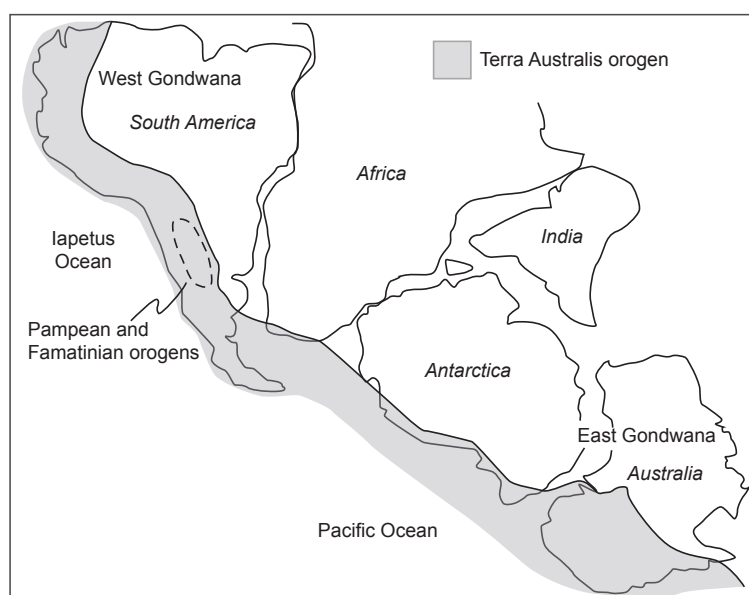 Terra Australis orogen
West Gondwana
South America
Africa
India
Iapetus
Ocean
Pampean and
Famatinian orogens
Antarctica
East Gondwana
Australia
Pacific Ocean